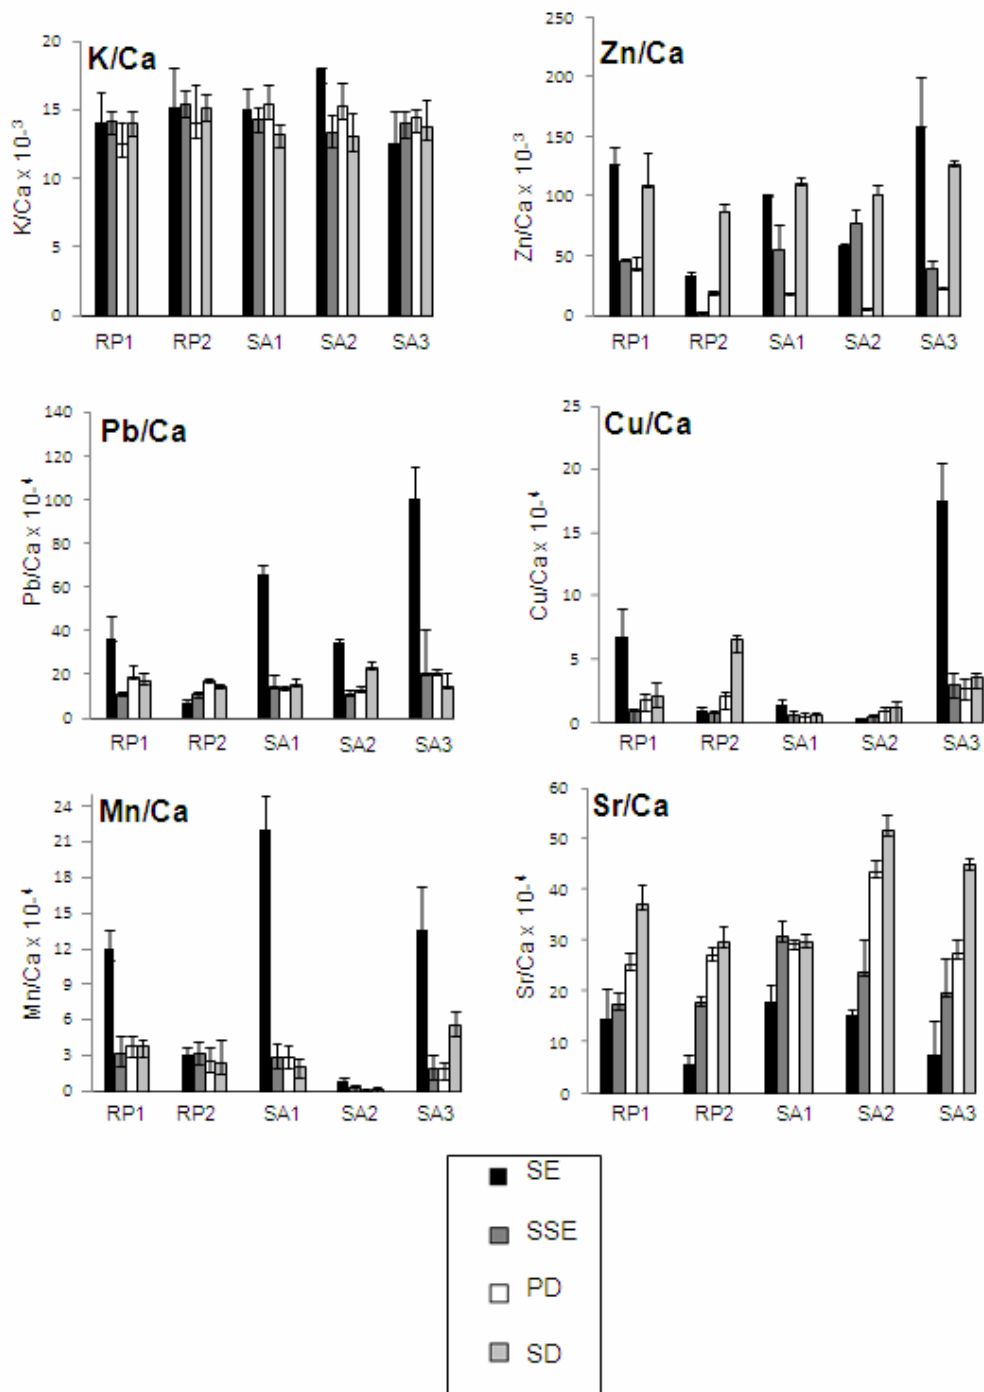 K/Ca
K/Ca x 10-³
20
15
10
5
0
RP1 RP2 SA1 SA2 SA3
Zn/Ca
Zn/Ca x 10-³
250
200
150
100
50
0
RP1 RP2 SA1 SA2 SA3
Pb/Ca
Pb/Ca x 10-⁴
140
120
100
80
60
40
20
0
RP1 RP2 SA1 SA2 SA3
Cu/Ca
Cu/Ca x 10-⁴
25
20
15
10
5
0
RP1 RP2 SA1 SA2 SA3
Mn/Ca
Mn/Ca x 10-⁴
24
21
18
15
12
9
6
3
0
RP1 RP2 SA1 SA2 SA3
Sr/Ca
Sr/Ca x 10-⁴
60
50
40
30
20
10
0
RP1 RP2 SA1 SA2 SA3
SE
SSE
PD
SD